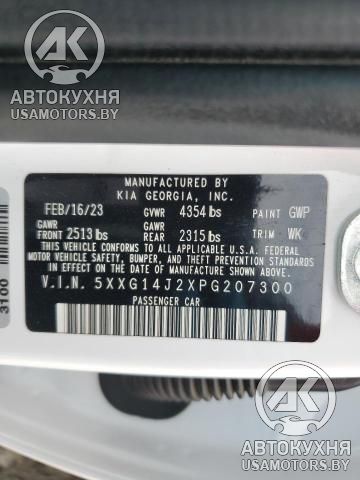 АК
АВТОКУХНЯ
USAMOTORS.BY
MANUFACTURED BY
KIA GEORGIA, INC.
FEB/16/23 GVWR 4354 lbs PAINT GWP
GAWR FRONT 2513 lbs GAWR REAR 2315 lbs TRIM WK
THIS VEHICLE CONFORMS TO ALL APPLICABLE U.S. FEDERAL
MOTOR VEHICLE SAFETY, BUMPER, AND THEFT PREVENTION
STANDARDS IN EFFECT ON THE DATE OF MANUFACTURE SHOWN ABOVE.
V.I.N. 5XXG14J2XPG207300
PASSENGER CAR
3100
АК
АВТОКУХНЯ
USAMOTORS.BY